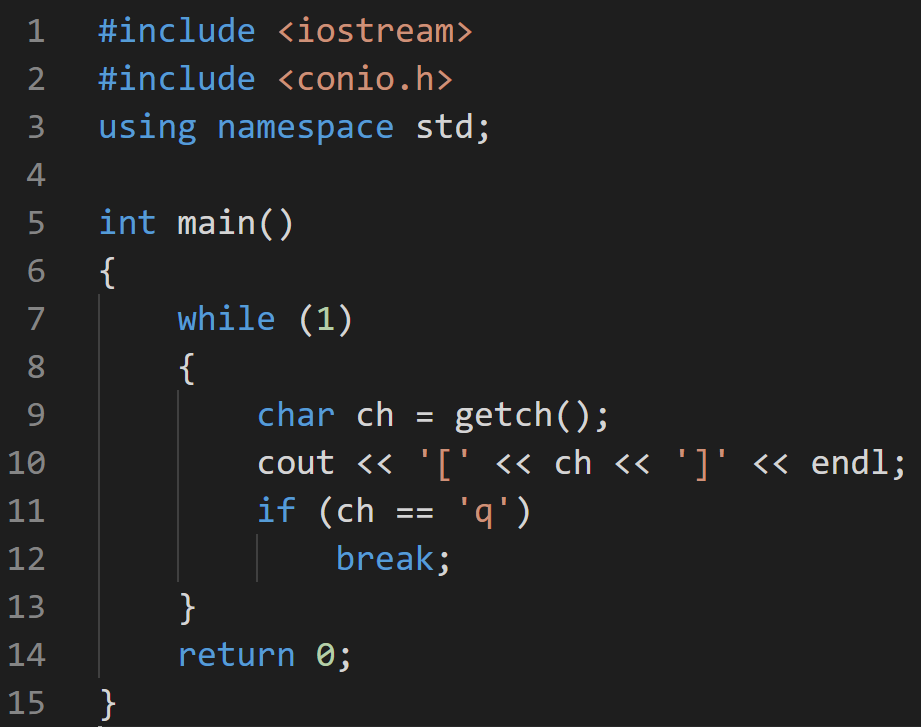 1 #include <iostream>
2 #include <conio.h>
3 using namespace std;
4
5 int main()
6 {
7     while (1)
8     {
9         char ch = getch();
10         cout << '[' << ch << ']' << endl;
11         if (ch == 'q')
12             break;
13     }
14     return 0;
15 }